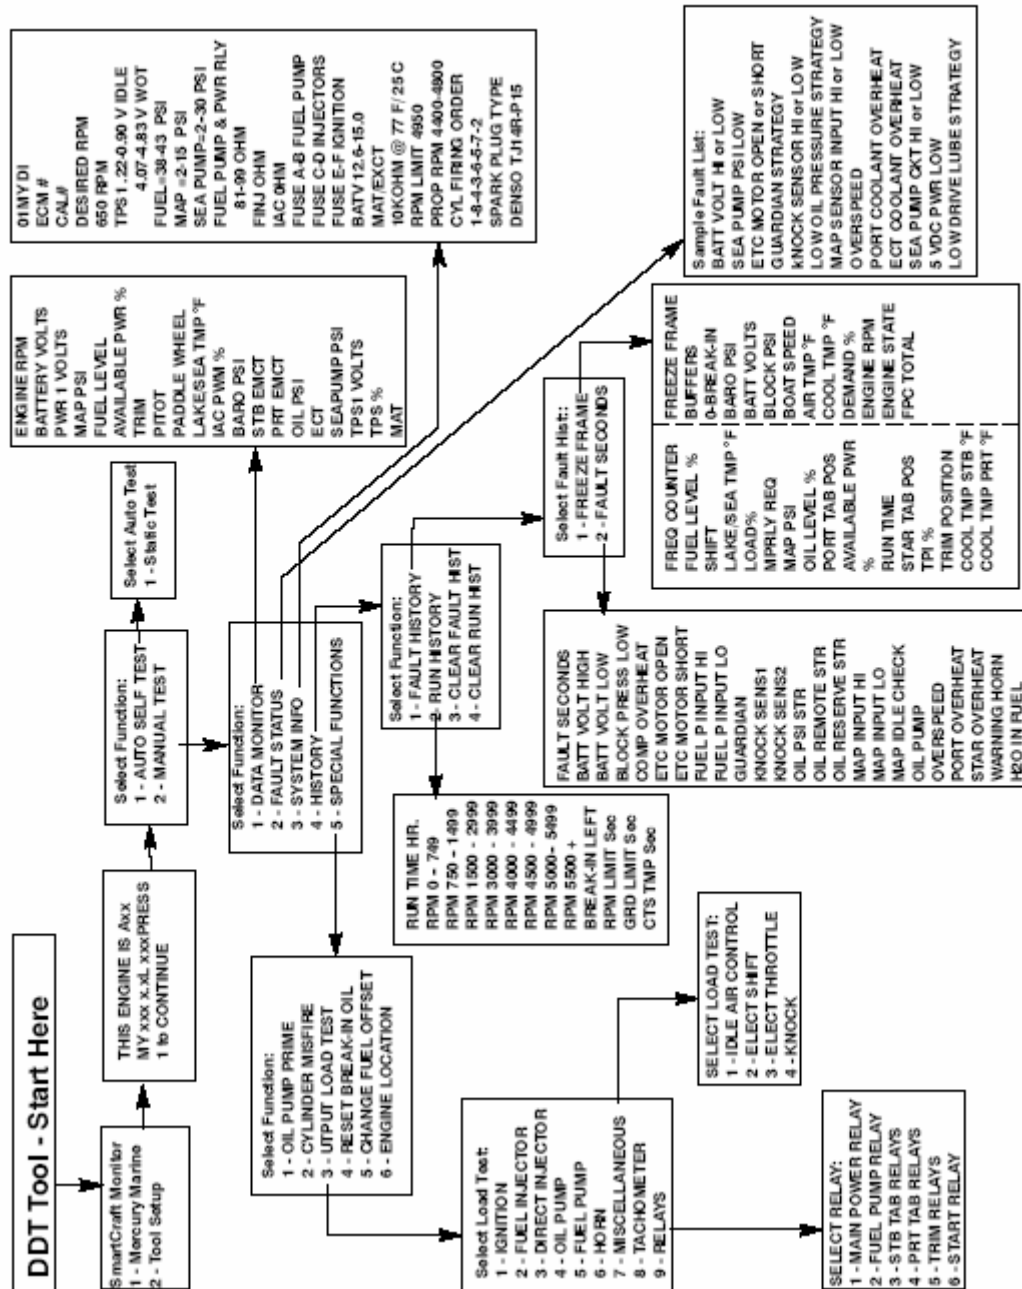 DDT Tool - Start Here
SmartCraft Monitor
1 - Mercury Marine
2 - Tool Setup
THIS ENGINE IS Axx
MY xxx x.xL xxxPRESS
1 to CONTINUE
Select Function:
1 - AUTO SELF TEST
2 - MANUAL TEST
Select Auto Test
1 - Static Test
Select Function:
1 - DATA MONITOR
2 - FAULT STATUS
3 - SYSTEM INFO
4 - HISTORY
5 - SPECIAL FUNCTIONS
ENGINE RPM
BATTERY VOLTS
PWR 1 VOLTS
MAP PSI
FUEL LEVEL
AVAILABLE PWR %
TRIM
PITOT
PADDLE WHEEL
LAKE/SEA TMP °F
IAC PWM %
BARO PSI
STB EMCT
PRT EMCT
OIL PSI
ECT
SEAPUMP PSI
TPS1 VOLTS
TPS %
MAT
01MY DI
ECM #
CAL#
DESIRED RPM
650 RPM
TPS 1 .22-0.90 V IDLE
4.07-4.83 V WOT
FUEL=38-43 PSI
MAP =2-15 PSI
SEA PUMP=2-30 PSI
FUEL PUMP & PWR RLY
81-99 OHM
FINJ OHM
IAC OHM
FUSE A-B FUEL PUMP
FUSE C-D INJECTORS
FUSE E-F IGNITION
BATV 12.6-15.0
MAT/EXCT
10KOHM @ 77 F/ 25 C
RPM LIMIT 4950
PROP RPM 4400-4800
CYL FIRING ORDER
1-8-4-3-6-5-7-2
SPARK PLUG TYPE
DENSO TJ14R-P15
Select Function:
1 - OIL PUMP PRIME
2 - CYLINDER MISFIRE
3 - UTPUT LOAD TEST
4 - RESET BREAK-IN OIL
5 - CHANGE FUEL OFFSET
6 - ENGINE LOCATION
Select Function:
1 - FAULT HISTORY
2- RUN HISTORY
3 - CLEAR FAULT HIST
4 - CLEAR RUN HIST
Select Fault Hist::
1 - FREEZE FRAME
2 - FAULT SECONDS
Sample Fault List:
BATT VOLT HI or LOW
SEA PUMP PSI LOW
ETC MOTOR OPEN or SHORT
GUARDIAN STRATEGY
kNOCK SENSOR HI or LOW
LOW OIL PRESSURE STRATEGY
MAP SENSOR INPUT HI or LOW
OVERSPEED
PORT COOLANT OVERHEAT
ECT COOLANT OVERHEAT
SEA PUMP CKT HI or LOW
5 VDC PWR LOW
LOW DRIVE LUBE STRATEGY
RUN TIME HR.
RPM 0 - 749
RPM 750 - 1499
RPM 1500 - 2999
RPM 3000 - 3999
RPM 4000 - 4499
RPM 4500 - 4999
RPM 5000- 5499
RPM 5500 +
BREAK-IN LEFT
RPM LIMIT Sec
GRD LIMIT Sec
CTS TMP Sec
FREQ COUNTER
FUEL LEVEL %
SHIFT
LAKE/SEA TMP °F
LOAD%
MPRLY REQ
MAP PSI
OIL LEVEL %
PORT TAB POS
AVAILABLE PWR
%
RUN TIME
STAR TAB POS
TPI %
TRIM POSITION
COOL TMP STB °F
COOL TMP PRT °F
FREEZE FRAME
BUFFERS
0-BREAK-IN
BARO PSI
BATT VOLTS
BLOCK PSI
BOAT SPEED
AIR TMP °F
COOL TMP °F
DEMAND %
ENGINE RPM
ENGINE STATE
FPC TOTAL
FAULT SECONDS
BATT VOLT HIGH
BATT VOLT LOW
BLOCK PRESS LOW
COMP OVERHEAT
ETC MOTOR OPEN
ETC MOTOR SHORT
FUEL P INPUT HI
FUEL P INPUT LO
GUARDIAN
KNOCK SENS1
KNOCK SENS2
OIL PSI STR
OIL REMOTE STR
OIL RESERVE STR
MAP INPUT HI
MAP INPUT LO
MAP IDLE CHECK
OIL PUMP
OVERSPEED
PORT OVERHEAT
STAR OVERHEAT
WARNING HORN
H2O IN FUEL
Select Load Test:
1 - IGNITION
2 - FUEL INJECTOR
3 - DIRECT INJECTOR
4 - OIL PUMP
5 - FUEL PUMP
6 - HORN
7 - MISCELLANEOUS
8 - TACHOMETER
9 - RELAYS
SELECT LOAD TEST:
1 - IDLE AIR CONTROL
2 - ELECT SHIFT
3 - ELECT THROTTLE
4 - KNOCK
SELECT RELAY:
1 - MAIN POWER RELAY
2 - FUEL PUMP RELAY
3 - STB TAB RELAYS
4 - PRT TAB RELAYS
5 - TRIM RELAYS
6 - START RELAY